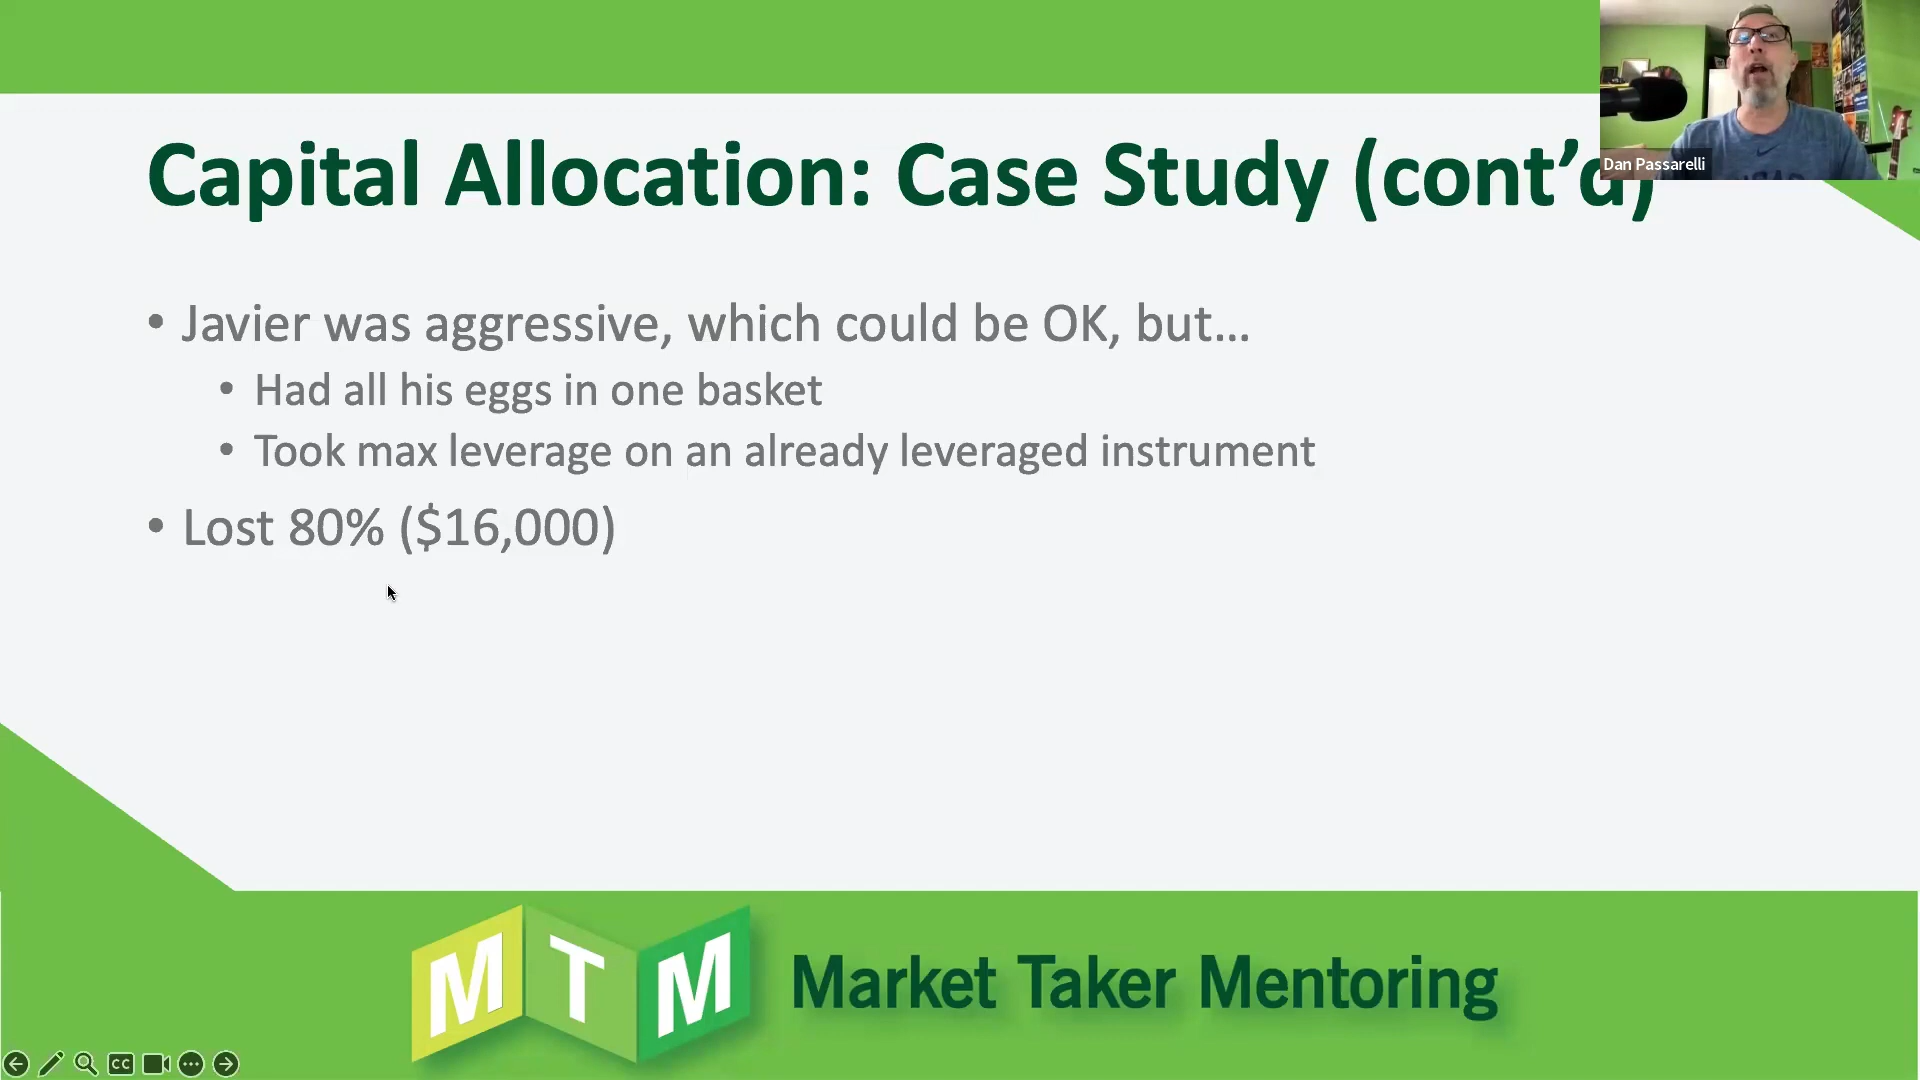 Capital Allocation: Case Study (cont’d)
Dan Passarelli
• Javier was aggressive, which could be OK, but…
• Had all his eggs in one basket
• Took max leverage on an already leveraged instrument
• Lost 80% ($16,000)
MTM Market Taker Mentoring
CC